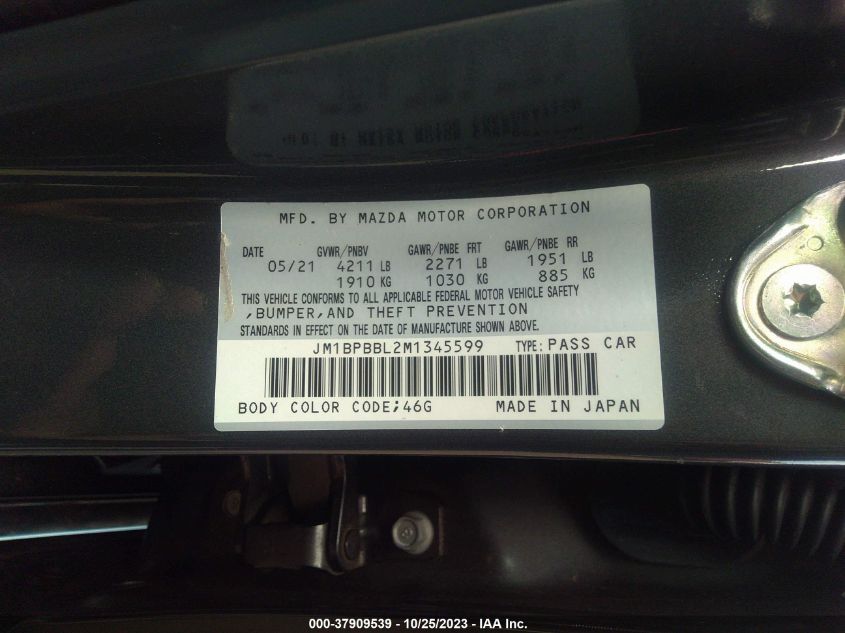 MFD. BY MAZDA MOTOR CORPORATION
DATE GVWR/PNBV GAWR/PNBE FRT GAWR/PNBE RR
05/21 4211 LB 2271 LB 1951 LB
1910 KG 1030 KG 885 KG
THIS VEHICLE CONFORMS TO ALL APPLICABLE FEDERAL MOTOR VEHICLE SAFETY
,BUMPER,AND THEFT PREVENTION
STANDARDS IN EFFECT ON THE DATE OF MANUFACTURE SHOWN ABOVE.
JM1BPBBL2M1345599 TYPE: PASS CAR
BODY COLOR CODE;46G MADE IN JAPAN
000-37909539 - 10/25/2023 - IAA Inc.